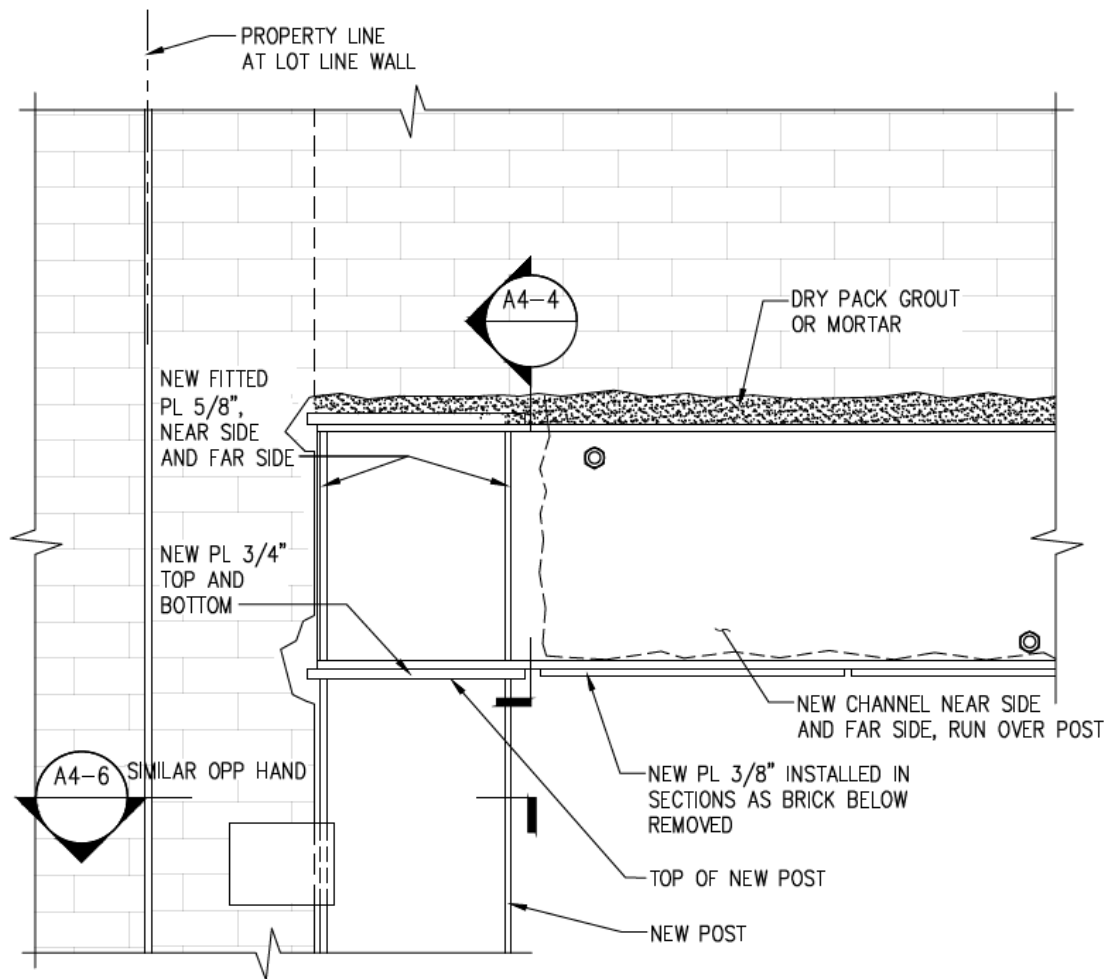 PROPERTY LINE
AT LOT LINE WALL
A4-4
DRY PACK GROUT
OR MORTAR
NEW FITTED
PL 5/8",
NEAR SIDE
AND FAR SIDE
NEW PL 3/4"
TOP AND
BOTTOM
NEW CHANNEL NEAR SIDE
AND FAR SIDE, RUN OVER POST
A4-6
SIMILAR OPP HAND
NEW PL 3/8" INSTALLED IN
SECTIONS AS BRICK BELOW
REMOVED
TOP OF NEW POST
NEW POST